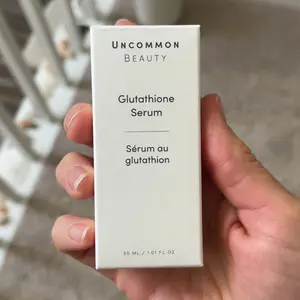 UNCOMMON
BEAUTY
Glutathione
Serum
Sérum au
glutathion
30 ML / 1.01 FL OZ